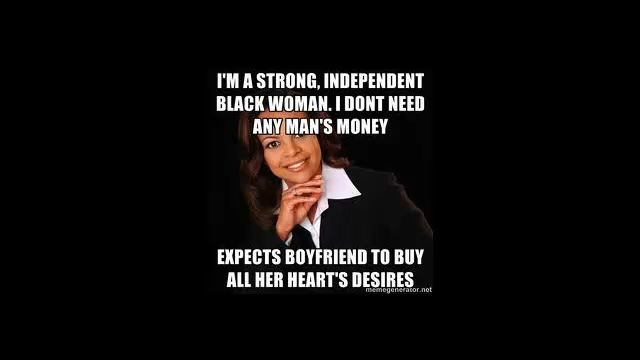 I'M A STRONG, INDEPENDENT
BLACK WOMAN. I DONT NEED
ANY MAN'S MONEY
EXPECTS BOYFRIEND TO BUY
ALL HER HEART'S DESIRES
memegenerator.net